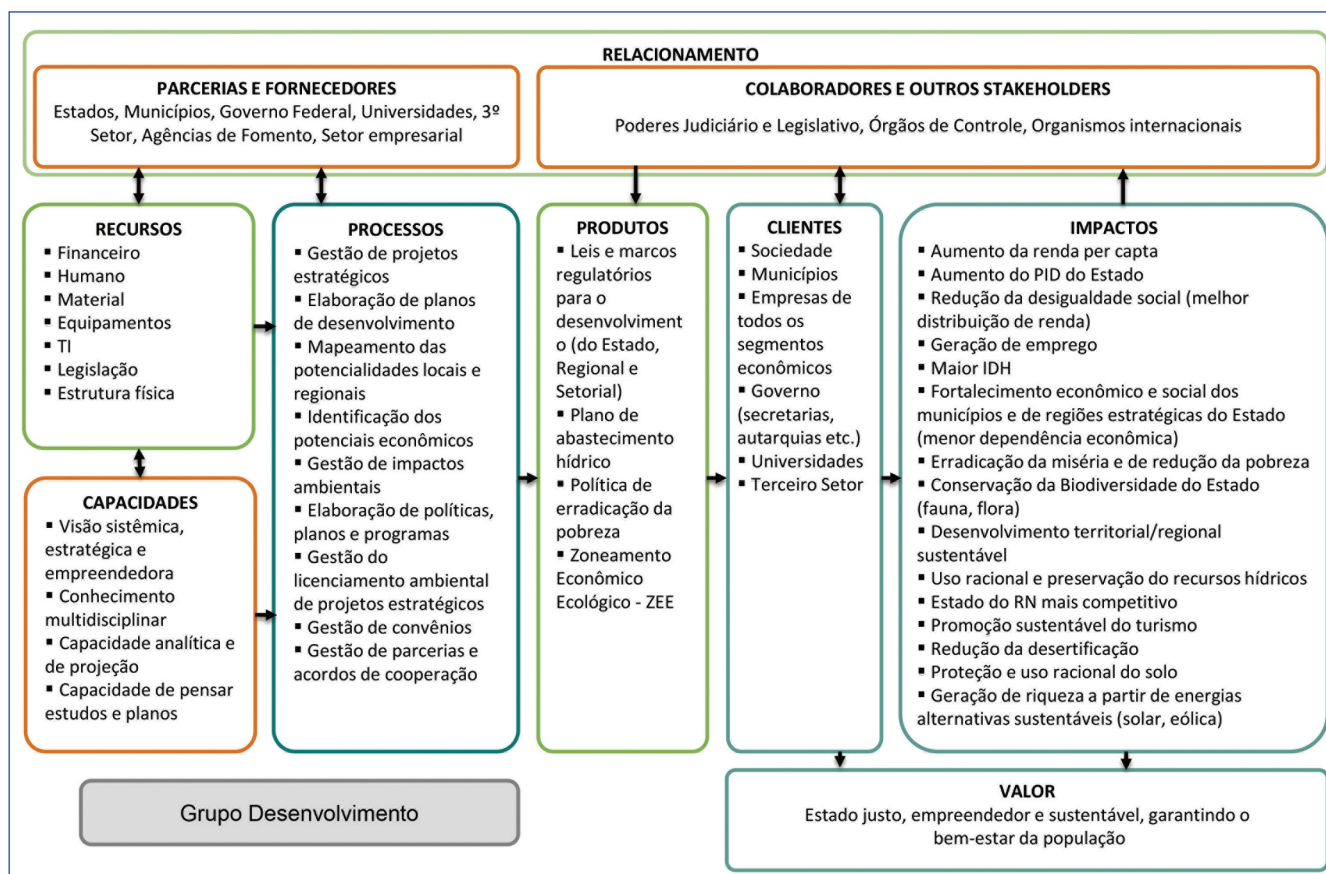 RELACIONAMENTO
PARCERIAS E FORNECEDORES
Estados, Municípios, Governo Federal, Universidades, 3º
Setor, Agências de Fomento, Setor empresarial
COLABORADORES E OUTROS STAKEHOLDERS
Poderes Judiciário e Legislativo, Órgãos de Controle, Organismos internacionais
RECURSOS
▪ Financeiro
▪ Humano
▪ Material
▪ Equipamentos
▪ TI
▪ Legislação
▪ Estrutura física
CAPACIDADES
▪ Visão sistêmica,
estratégica e
empreendedora
▪ Conhecimento
multidisciplinar
▪ Capacidade analítica e
de projeção
▪ Capacidade de pensar
estudos e planos
PROCESSOS
▪ Gestão de projetos
estratégicos
▪ Elaboração de planos
de desenvolvimento
▪ Mapeamento das
potencialidades locais e
regionais
▪ Identificação dos
potenciais econômicos
▪ Gestão de impactos
ambientais
▪ Elaboração de políticas,
planos e programas
▪ Gestão do
licenciamento ambiental
de projetos estratégicos
▪ Gestão de convênios
▪ Gestão de parcerias e
acordos de cooperação
PRODUTOS
▪ Leis e marcos
regulatórios
para o
desenvolviment
o (do Estado,
Regional e
Setorial)
▪ Plano de
abastecimento
hídrico
▪ Política de
erradicação da
pobreza
▪ Zoneamento
Econômico
Ecológico - ZEE
CLIENTES
▪ Sociedade
▪ Municípios
▪ Empresas de
todos os
segmentos
econômicos
▪ Governo
(secretarias,
autarquias etc.)
▪ Universidades
▪ Terceiro Setor
IMPACTOS
▪ Aumento da renda per capta
▪ Aumento do PID do Estado
▪ Redução da desigualdade social (melhor
distribuição de renda)
▪ Geração de emprego
▪ Maior IDH
▪ Fortalecimento econômico e social dos
municípios e de regiões estratégicas do Estado
(menor dependência econômica)
▪ Erradicação da miséria e de redução da pobreza
▪ Conservação da Biodiversidade do Estado
(fauna, flora)
▪ Desenvolvimento territorial/regional
sustentável
▪ Uso racional e preservação do recursos hídricos
▪ Estado do RN mais competitivo
▪ Promoção sustentável do turismo
▪ Redução da desertificação
▪ Proteção e uso racional do solo
▪ Geração de riqueza a partir de energias
alternativas sustentáveis (solar, eólica)
Grupo Desenvolvimento
VALOR
Estado justo, empreendedor e sustentável, garantindo o
bem-estar da população